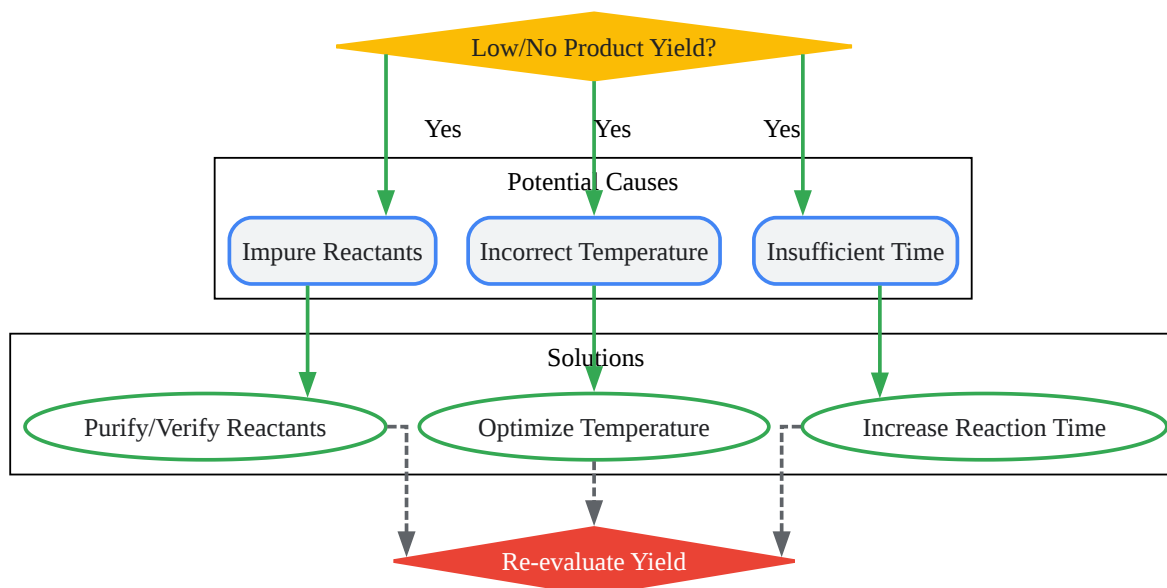 Low/No Product Yield?
Yes
Yes
Yes
Potential Causes
Impure Reactants
Incorrect Temperature
Insufficient Time
Solutions
Purify/Verify Reactants
Optimize Temperature
Increase Reaction Time
Re-evaluate Yield